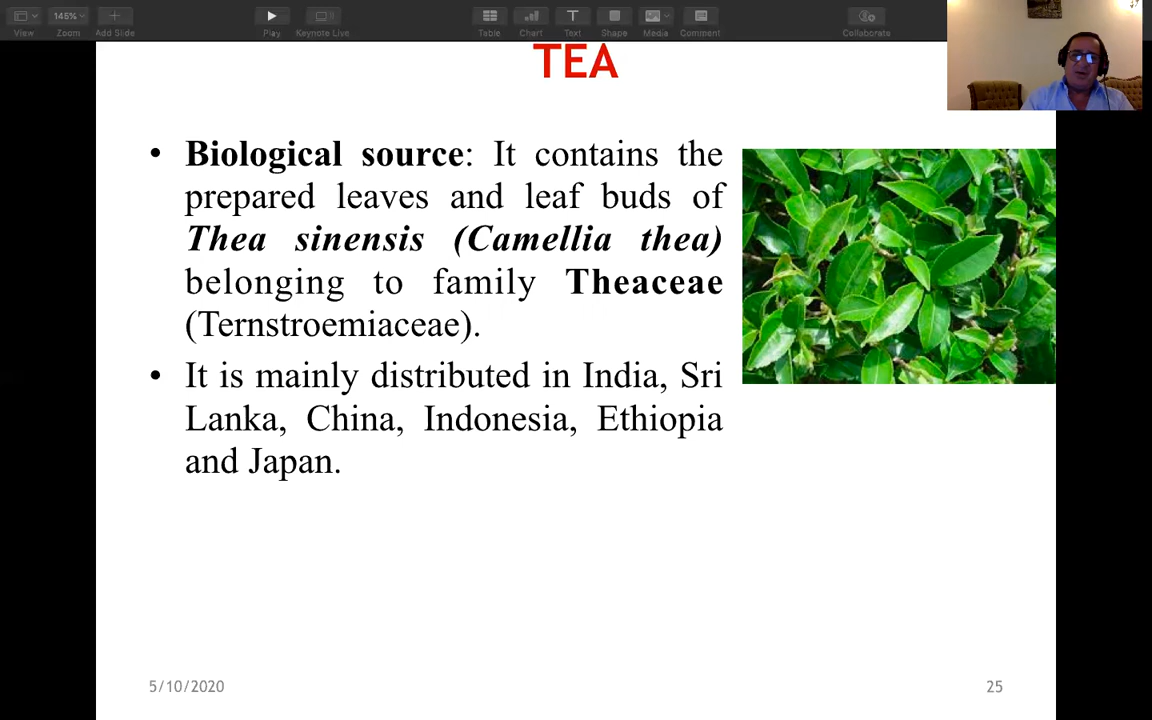 145%
View
Zoom
Add Slide
Play
Keynote Live
Table
Chart
Text
Shape
Media
Comment
Collaborate
TEA
• Biological source: It contains the
prepared leaves and leaf buds of
Thea sinensis (Camellia thea)
belonging to family Theaceae
(Ternstroemiaceae).
• It is mainly distributed in India, Sri
Lanka, China, Indonesia, Ethiopia
and Japan.
5/10/2020
25